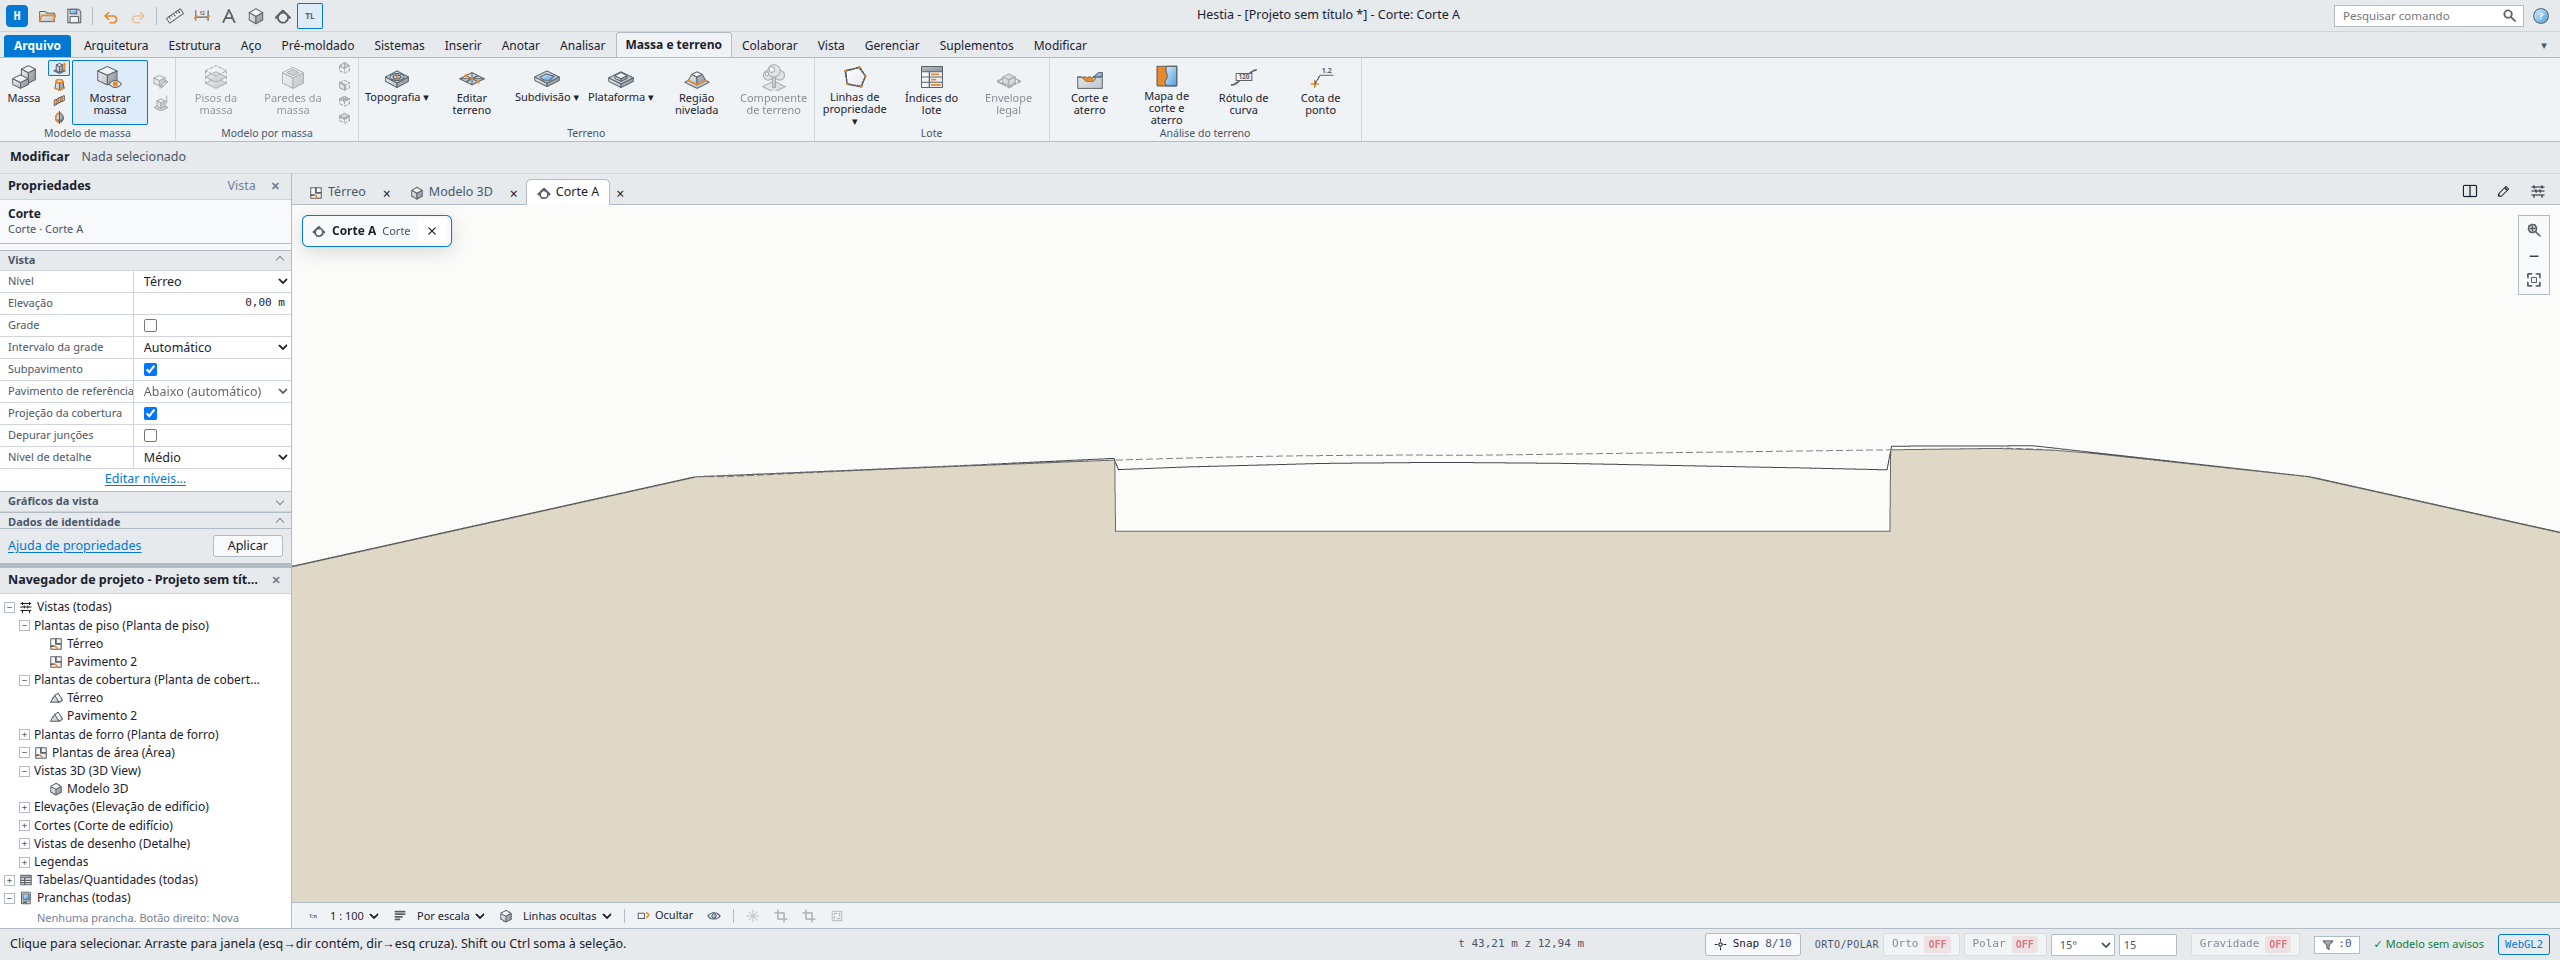 H
TL
Hestia - [Projeto sem título *] - Corte: Corte A
Pesquisar comando
?
Arquivo Arquitetura Estrutura Aço Pré-moldado Sistemas Inserir Anotar Analisar Massa e terreno Colaborar Vista Gerenciar Suplementos Modificar
Massa
Mostrar massa
Modelo de massa
Pisos da massa
Paredes da massa
Modelo por massa
Topografia
Editar terreno
Subdivisão
Plataforma
Região nivelada
Componente de terreno
Terreno
Linhas de propriedade
Índices do lote
Envelope legal
Lote
Corte e aterro
Mapa de corte e aterro
120
Rótulo de curva
1.2
Cota de ponto
Análise do terreno
Modificar Nada selecionado
Propriedades Vista ×
Corte
Corte · Corte A
Vista
Nível Térreo
Elevação 0,00 m
Grade
Intervalo da grade Automático
Subpavimento
Pavimento de referência Abaixo (automático)
Projeção da cobertura
Depurar junções
Nível de detalhe Médio
Editar níveis...
Gráficos da vista
Dados de identidade
Ajuda de propriedades Aplicar
Navegador de projeto - Projeto sem tít... ×
Vistas (todas)
Plantas de piso (Planta de piso)
Térreo
Pavimento 2
Plantas de cobertura (Planta de cobert...
Térreo
Pavimento 2
Plantas de forro (Planta de forro)
Plantas de área (Área)
Vistas 3D (3D View)
Modelo 3D
Elevações (Elevação de edifício)
Cortes (Corte de edifício)
Vistas de desenho (Detalhe)
Legendas
Tabelas/Quantidades (todas)
Pranchas (todas)
Nenhuma prancha. Botão direito: Nova
Térreo × Modelo 3D × Corte A ×
Corte A Corte ×
1 : 100 Por escala Linhas ocultas Ocultar
Clique para selecionar. Arraste para janela (esq→dir contém, dir→esq cruza). Shift ou Ctrl soma à seleção.
t 43,21 m z 12,94 m
Snap 8/10
ORTO/POLAR Orto OFF Polar OFF 15° 15
Gravidade OFF
:0
✓ Modelo sem avisos
WebGL2